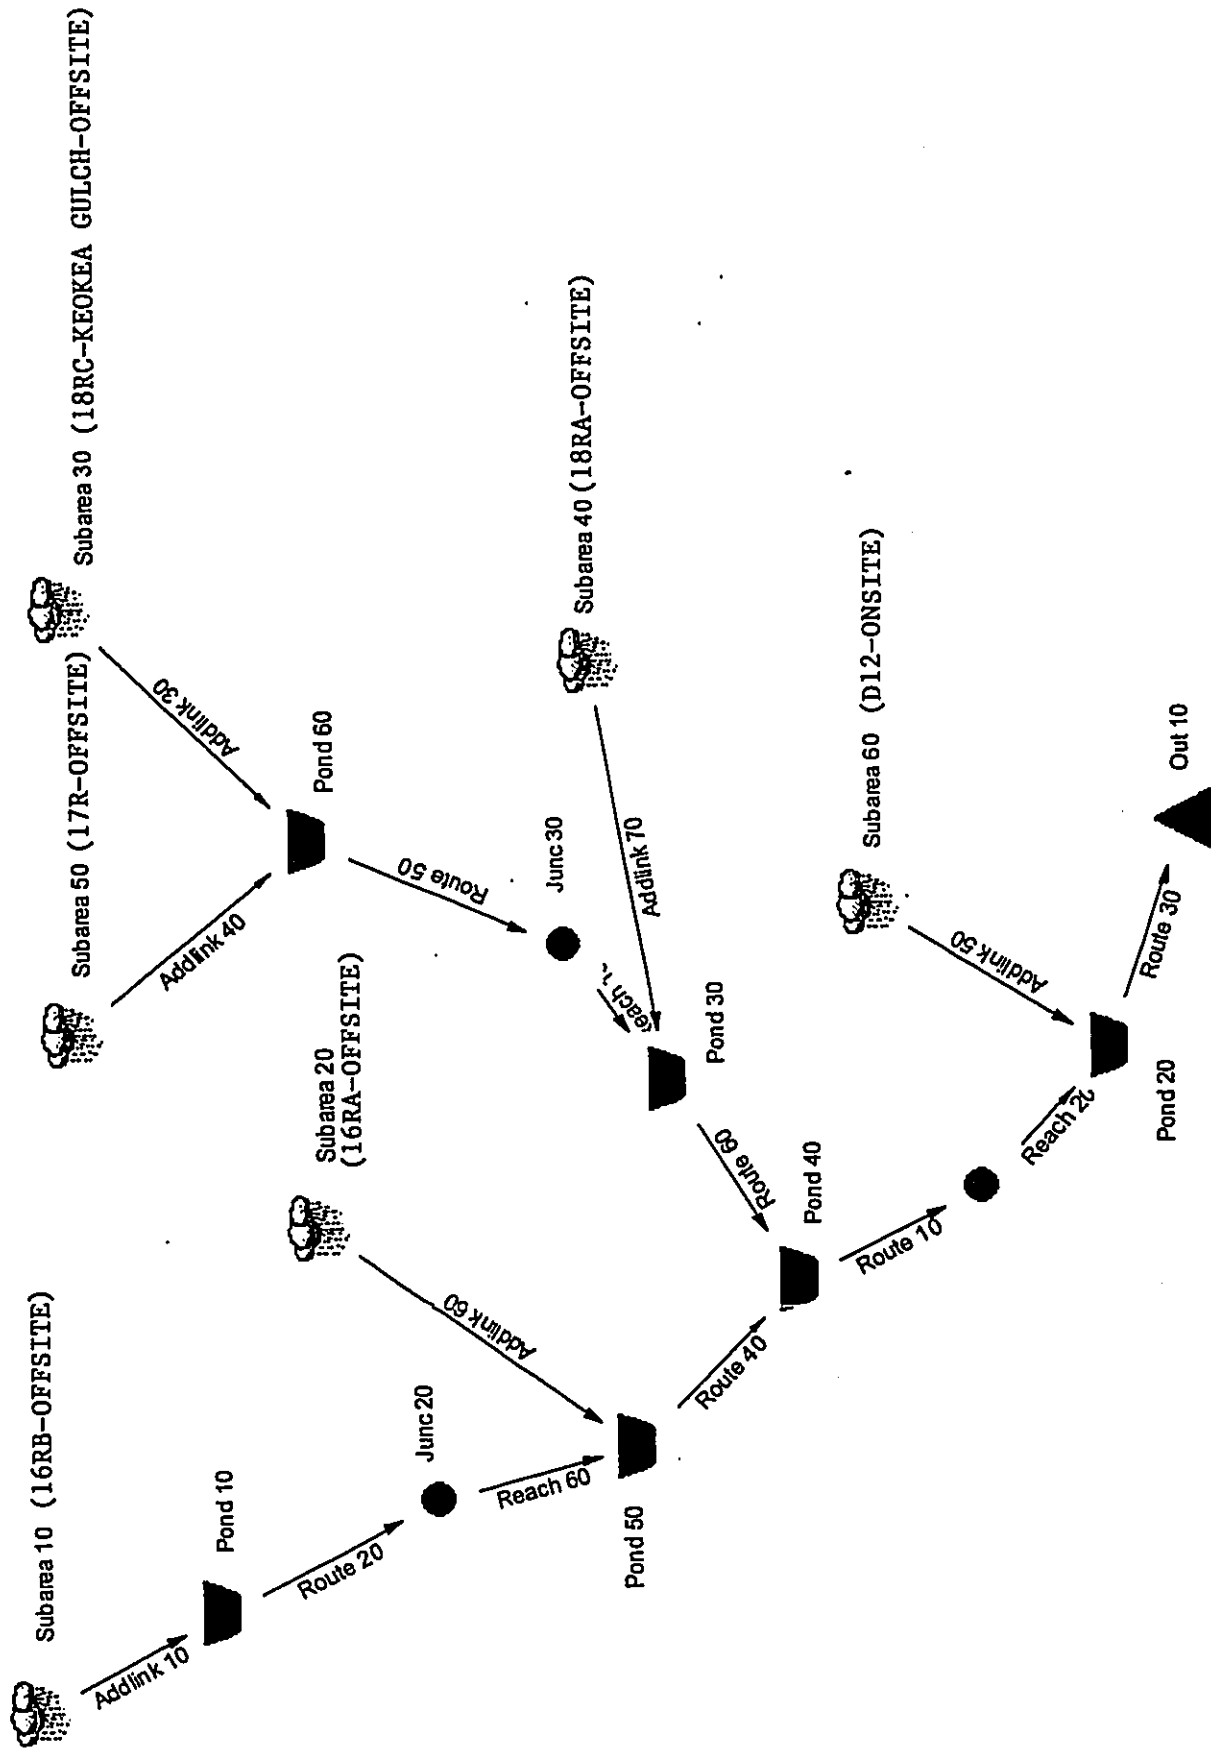 Subarea 10 (16RB-OFFSITE)
Addlink 10
Pond 10
Route 20
Junc 20
Reach 60
Pond 50
Subarea 20
(16RA-OFFSITE)
Addlink 60
Route 40
Subarea 50 (17R-OFFSITE)
Addlink 40
Subarea 30 (18RC-KEOKEA GULCH-OFFSITE)
Addlink 30
Pond 60
Route 50
Junc 30
Subarea 40 (18RA-OFFSITE)
Addlink 70
Pond 30
Route 60
Pond 40
Route 10
Reach 20
Subarea 60 (D12-ONSITE)
Addlink 50
Pond 20
Route 30
Out 10